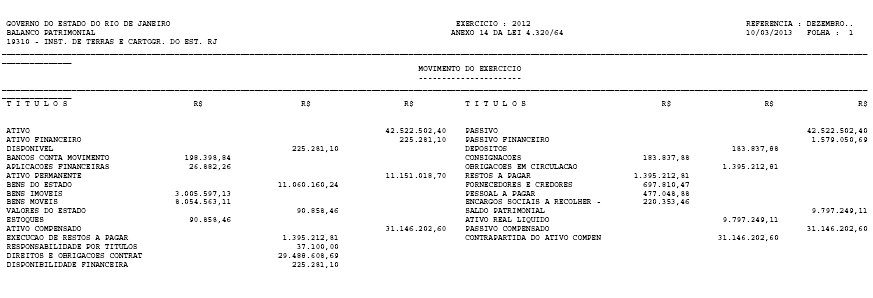 GOVERNO DO ESTADO DO RIO DE JANEIRO EXERCICIO : 2012 REFERENCIA : DEZEMBRO..
BALANCO PATRIMONIAL ANEXO 14 DA LEI 4.320/64 10/03/2013 FOLHA : 1
19310 - INST. DE TERRAS E CARTOGR. DO EST. RJ
MOVIMENTO DO EXERCICIO
----------------------
T I T U L O S R$ R$ R$ T I T U L O S R$ R$ R$
ATIVO 42.522.502,40 PASSIVO 42.522.502,40
ATIVO FINANCEIRO 225.281,10 PASSIVO FINANCEIRO 1.579.050,69
DISPONIVEL 225.281,10 DEPOSITOS 183.837,88
BANCOS CONTA MOVIMENTO 198.398,84 CONSIGNACOES 183.837,88
APLICACOES FINANCEIRAS 26.882,26 OBRIGACOES EM CIRCULACAO 1.395.212,81
ATIVO PERMANENTE 11.151.018,70 RESTOS A PAGAR 1.395.212,81
BENS DO ESTADO 11.060.160,24 FORNECEDORES E CREDORES 697.810,47
BENS IMOVEIS 3.005.597,13 PESSOAL A PAGAR 477.048,88
BENS MOVEIS 8.054.563,11 ENCARGOS SOCIAIS A RECOLHER - 220.353,46
VALORES DO ESTADO 90.858,46 SALDO PATRIMONIAL 9.797.249,11
ESTOQUES 90.858,46 ATIVO REAL LIQUIDO 9.797.249,11
ATIVO COMPENSADO 31.146.202,60 PASSIVO COMPENSADO 31.146.202,60
EXECUCAO DE RESTOS A PAGAR 1.395.212,81 CONTRAPARTIDA DO ATIVO COMPEN 31.146.202,60
RESPONSABILIDADE POR TITULOS 37.100,00
DIREITOS E OBRIGACOES CONTRAT 29.488.608,69
DISPONIBILIDADE FINANCEIRA 225.281,10